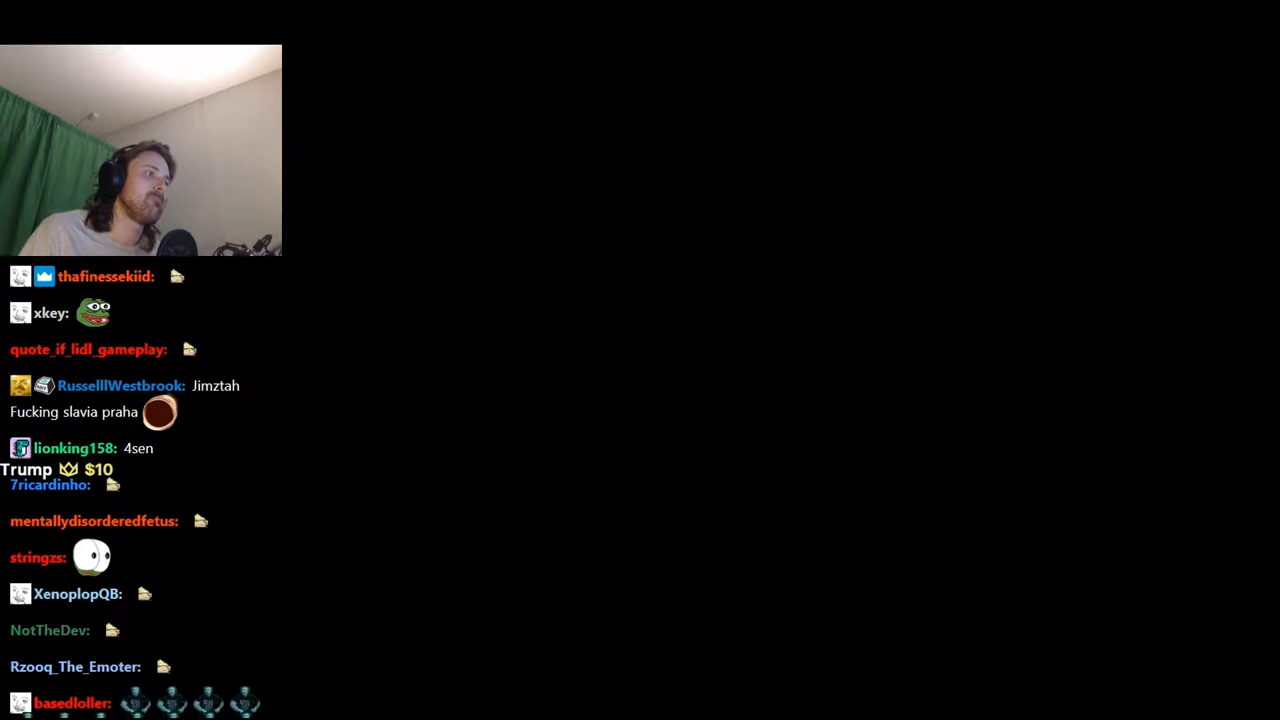 thafinessekiid:
xkey:
quote_if_lidl_gameplay:
RusselllWestbrook: Jimztah
Fucking slavia praha
lionking158: 4sen
Trump $10
7ricardinho:
mentallydisorderedfetus:
stringzs:
XenoplopQB:
NotTheDev:
Rzooq_The_Emoter:
basedloller: